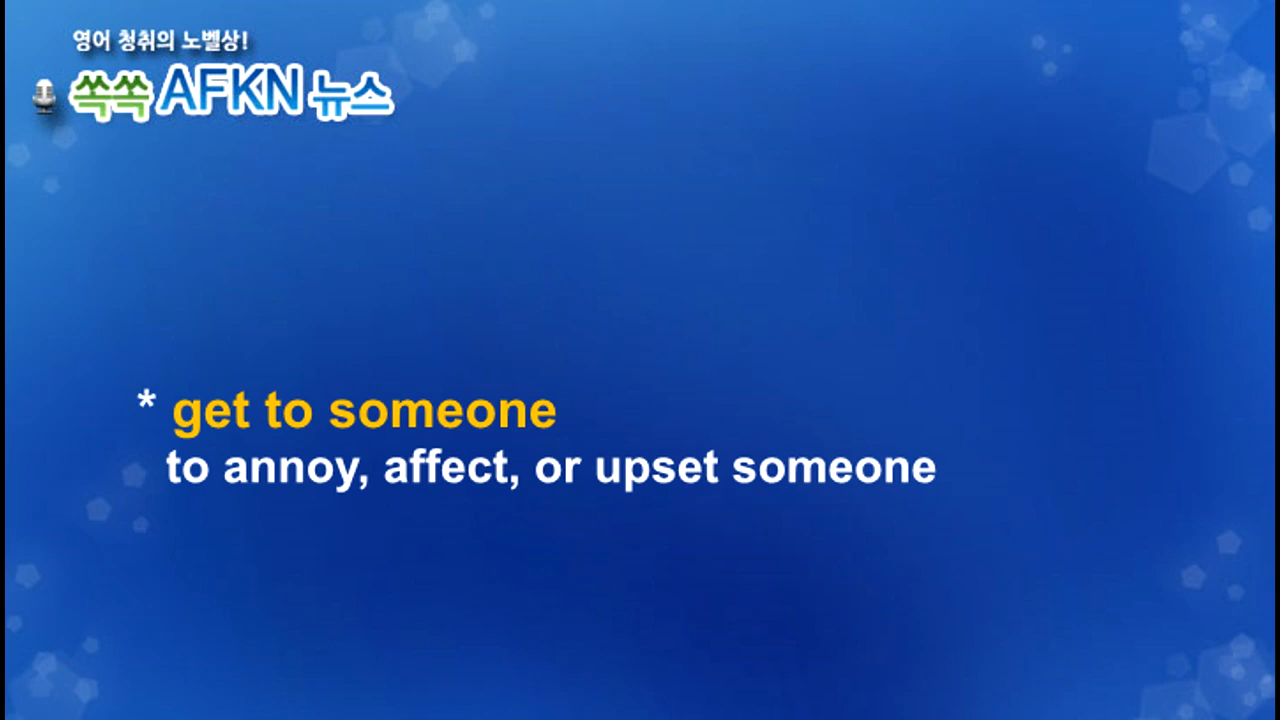 영어 청취의 노벨상!
쏙쏙 AFKN 뉴스
* get to someone
to annoy, affect, or upset someone